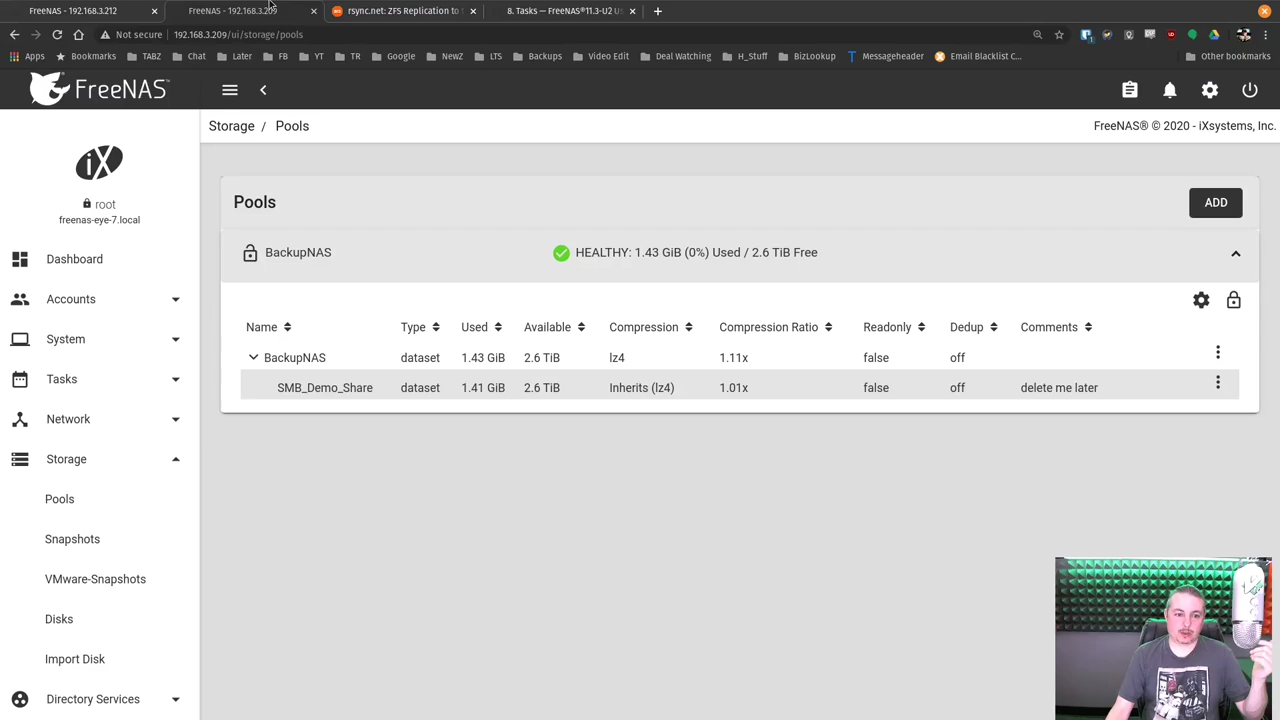 FreeNAS - 192.168.3.212
FreeNAS - 192.168.3.209
rsync.net: ZFS Replication to
8. Tasks — FreeNAS®11.3-U2 U
Not secure 192.168.3.209/ui/storage/pools
Apps Bookmarks TABZ Chat Later FB YT TR Google NewZ LTS Backups Video Edit Deal Watching H_Stuff BizLookup Messageheader Email Blacklist C... Other bookmarks
FreeNAS
Storage / Pools
FreeNAS® © 2020 - iXsystems, Inc.
iX
root
freenas-eye-7.local
Dashboard
Accounts
System
Tasks
Network
Storage
Pools
Snapshots
VMware-Snapshots
Disks
Import Disk
Directory Services
Pools
ADD
BackupNAS HEALTHY: 1.43 GiB (0%) Used / 2.6 TiB Free
Name Type Used Available Compression Compression Ratio Readonly Dedup Comments
BackupNAS dataset 1.43 GiB 2.6 TiB lz4 1.11x false off
SMB_Demo_Share dataset 1.41 GiB 2.6 TiB Inherits (lz4) 1.01x false off delete me later